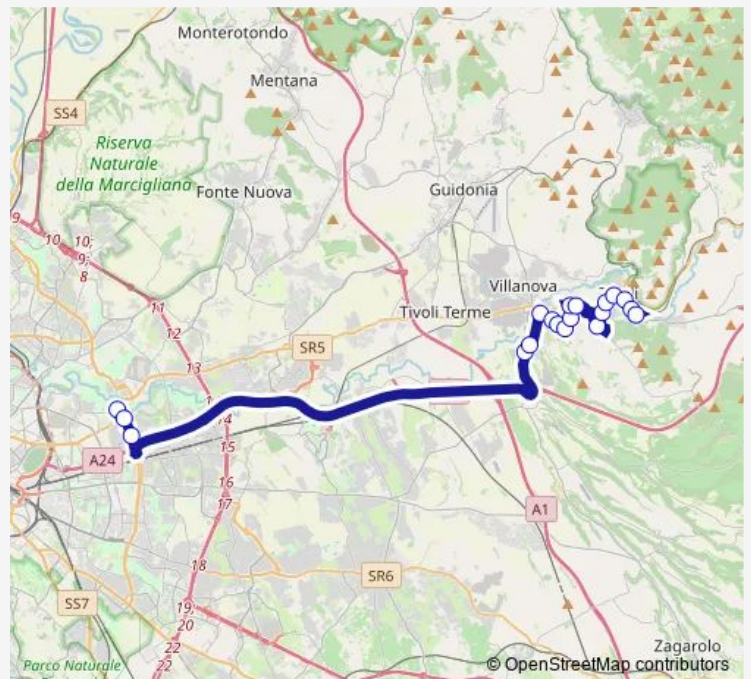 Monterotondo
Mentana
SS4
Riserva
Naturale
della Marcigliana
Fonte Nuova
Guidonia
9
10
10;
9;
8
11
12
Villanova
Tivoli Terme
SR5
13
14
A24
15
16
17
A1
18
SR6
SS7
19;
20
22
22
Zagarolo
Parco Naturale
© OpenStreetMap contributors